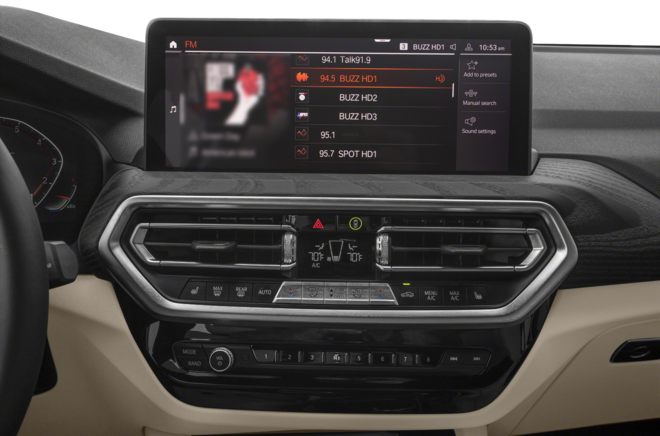 FM
3 BUZZ HD1
10:53 am
94.1 Talk91.9
94.5 BUZZ HD1
BUZZ HD2
BUZZ HD3
95.1
95.7 SPOT HD1
Add to presets
Manual search
Sound settings
70°F
A/C
70°F
A/C
MAX
REAR
AUTO
MENU
A/C
MAX
A/C
MODE
BAND
1
2
3
4
5
6
7
8